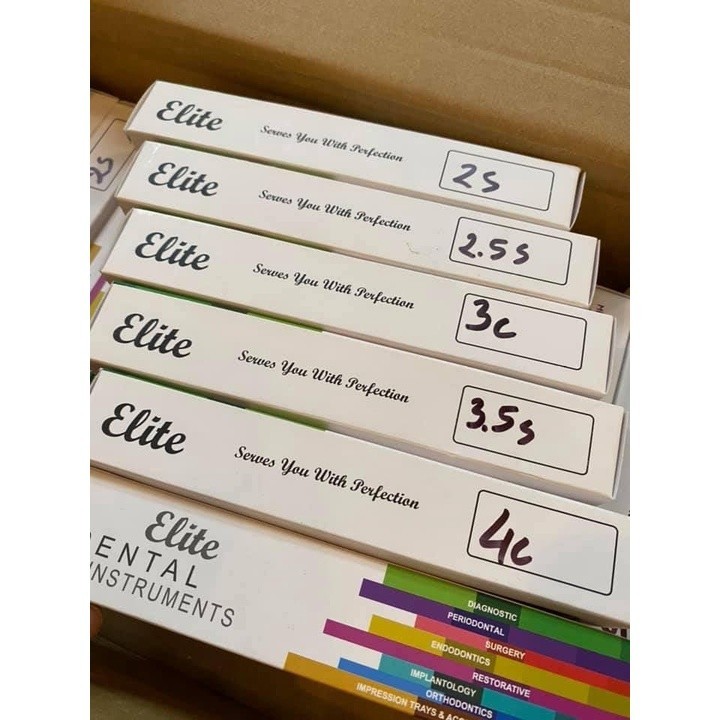 Elite Serves You With Perfection 2S
2S
Elite Serves You With Perfection 2.5S
Elite Serves You With Perfection 3c
Elite Serves You With Perfection 3.5s
Elite Serves You With Perfection 4c
Elite
ENTAL
INSTRUMENTS
DIAGNOSTIC
PERIODONTAL
SURGERY
ENDODONTICS
RESTORATIVE
IMPLANTOLOGY
ORTHODONTICS
IMPRESSION TRAYS & ACC